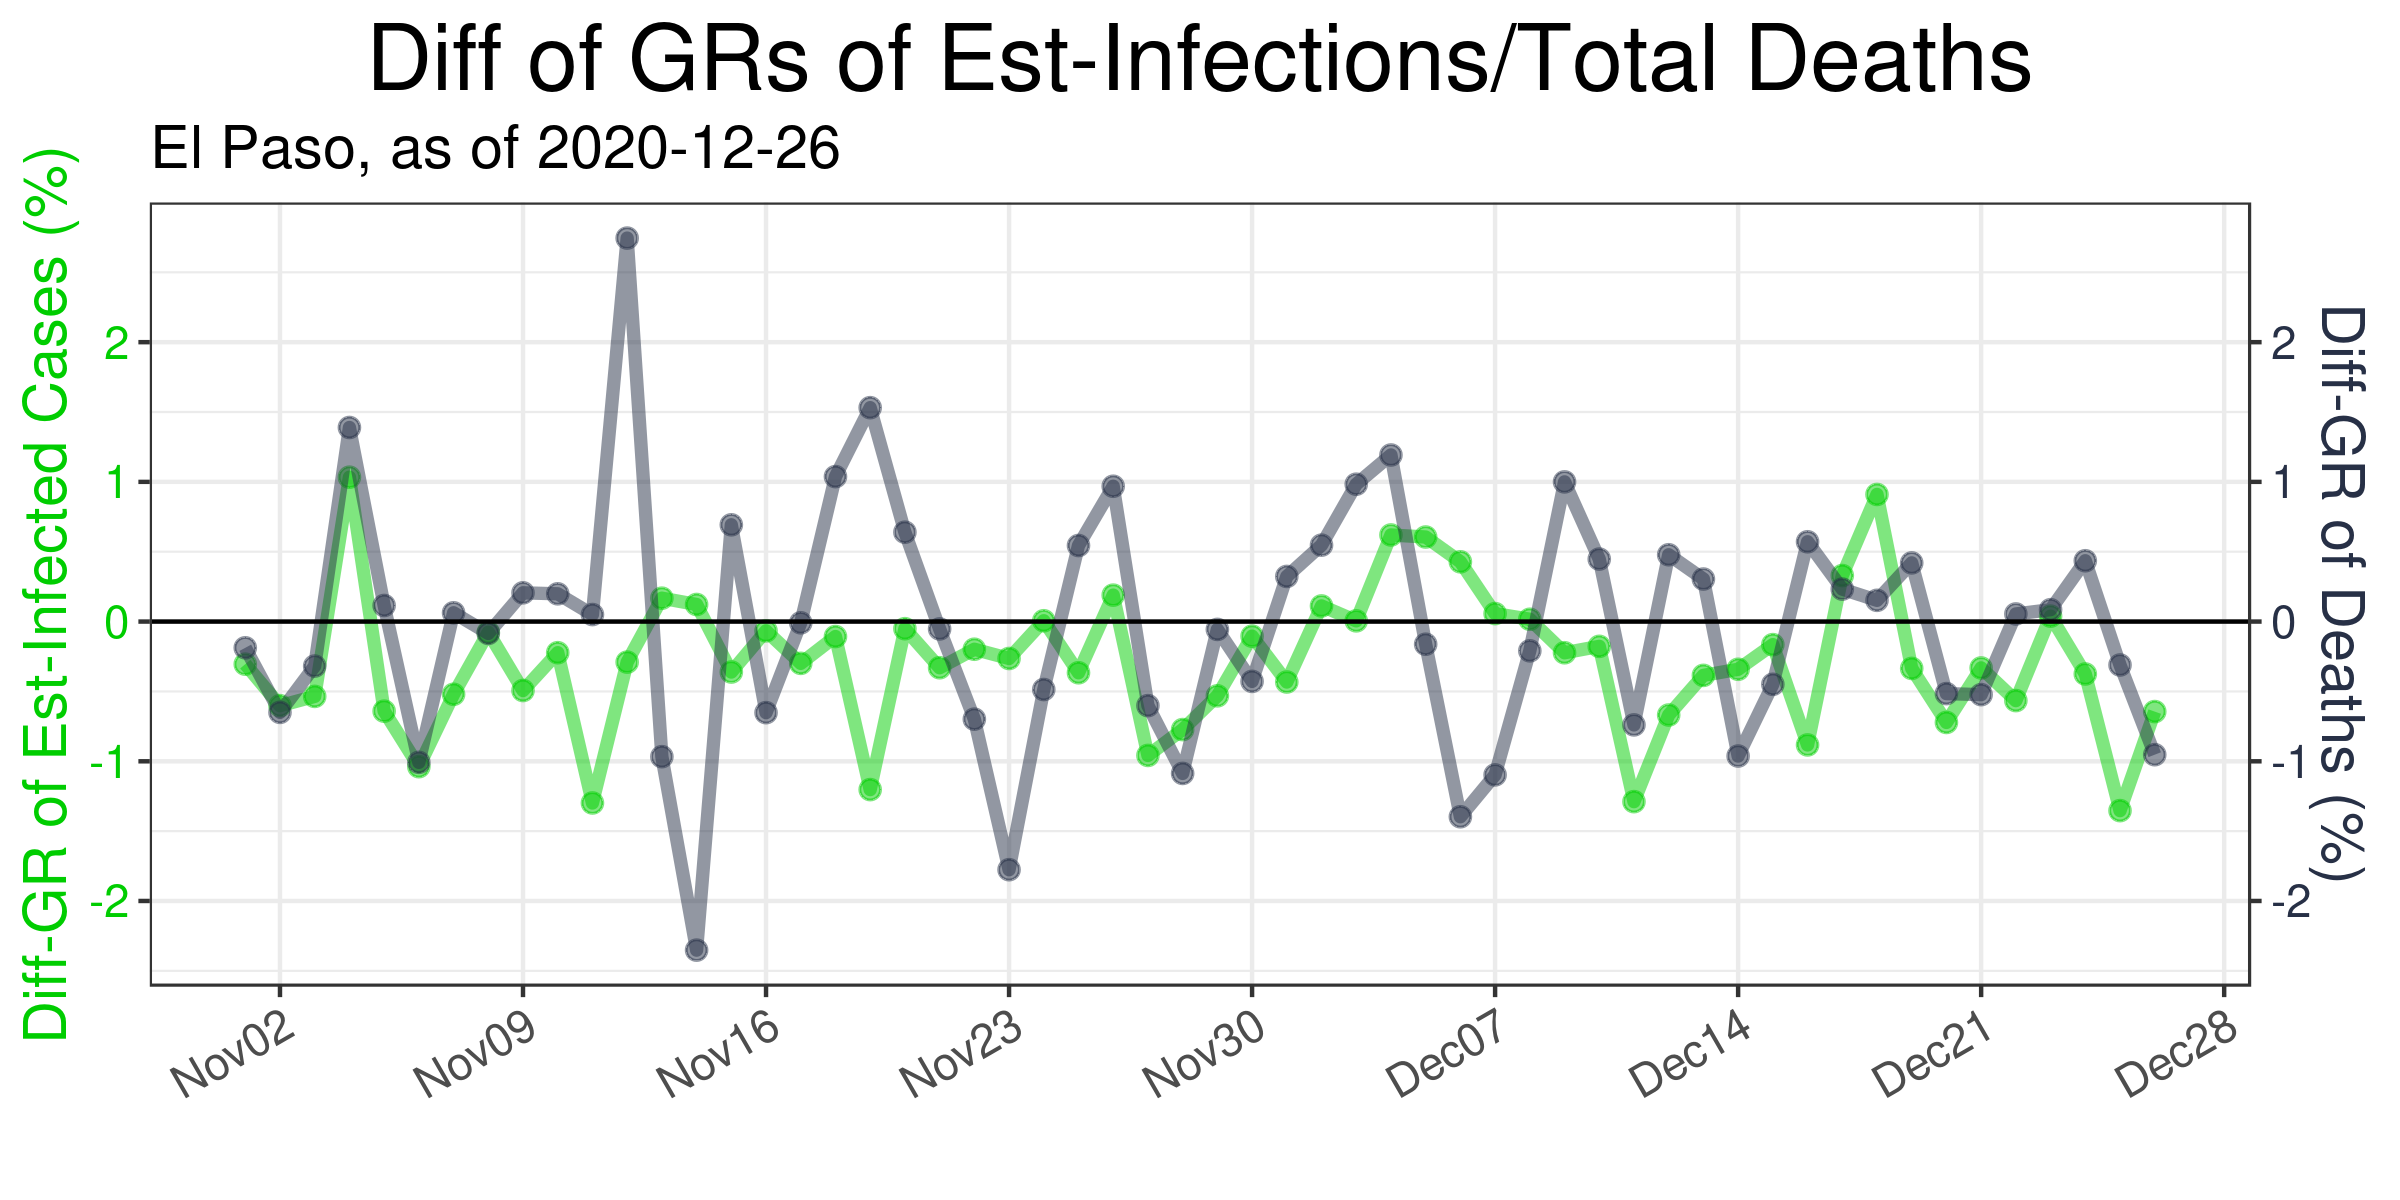 Diff of GRs of Est-Infections/Total Deaths
El Paso, as of 2020-12-26
Diff-GR of Est-Infected Cases (%)
2
1
0
-1
-2
2
1
0
-1
-2
Diff-GR of Deaths (%)
Nov02
Nov09
Nov16
Nov23
Nov30
Dec07
Dec14
Dec21
Dec28